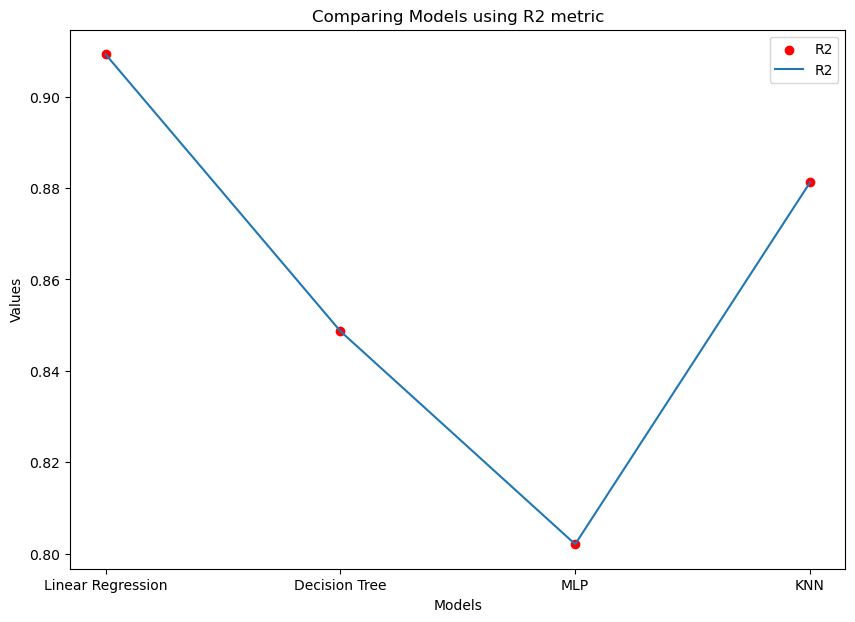 Comparing Models using R2 metric
R2
R2
0.90
0.88
0.86
0.84
0.82
0.80
Values
Linear Regression
Decision Tree
MLP
KNN
Models